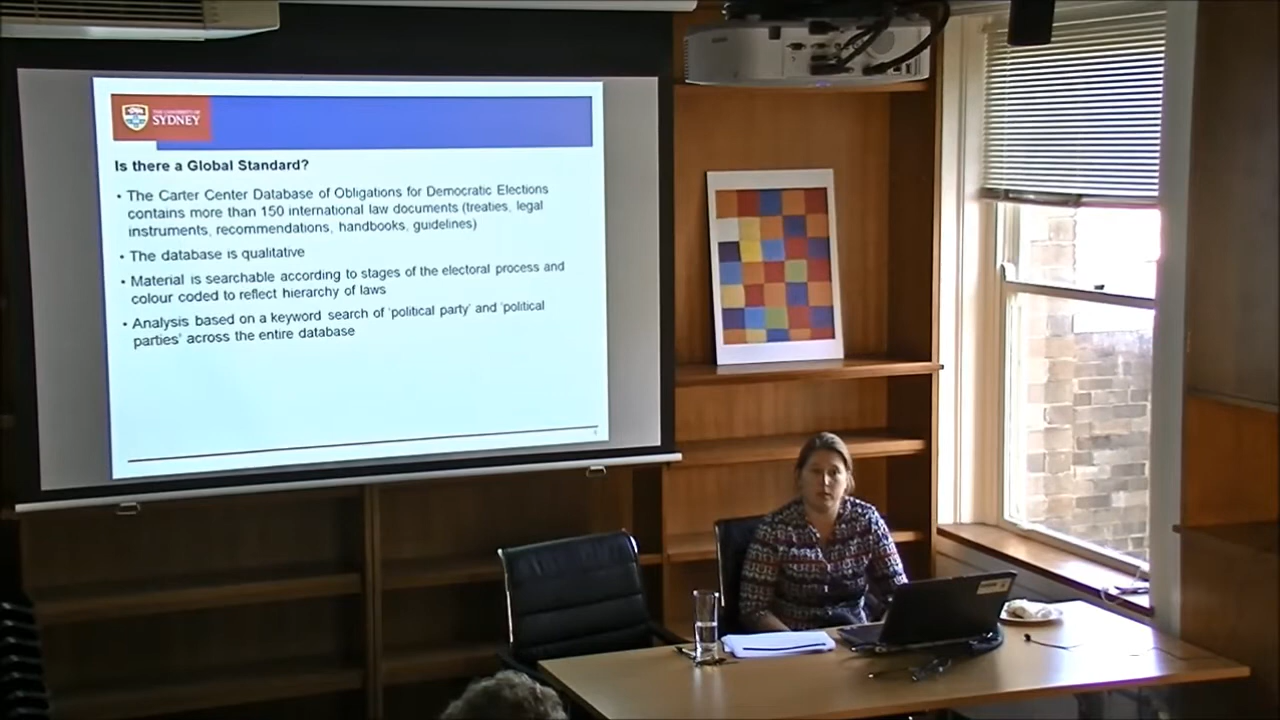 THE UNIVERSITY OF
SYDNEY
Is there a Global Standard?
• The Carter Center Database of Obligations for Democratic Elections
contains more than 150 international law documents (treaties, legal
instruments, recommendations, handbooks, guidelines)
• The database is qualitative
• Material is searchable according to stages of the electoral process and
colour coded to reflect hierarchy of laws
• Analysis based on a keyword search of 'political party' and 'political
parties' across the entire database